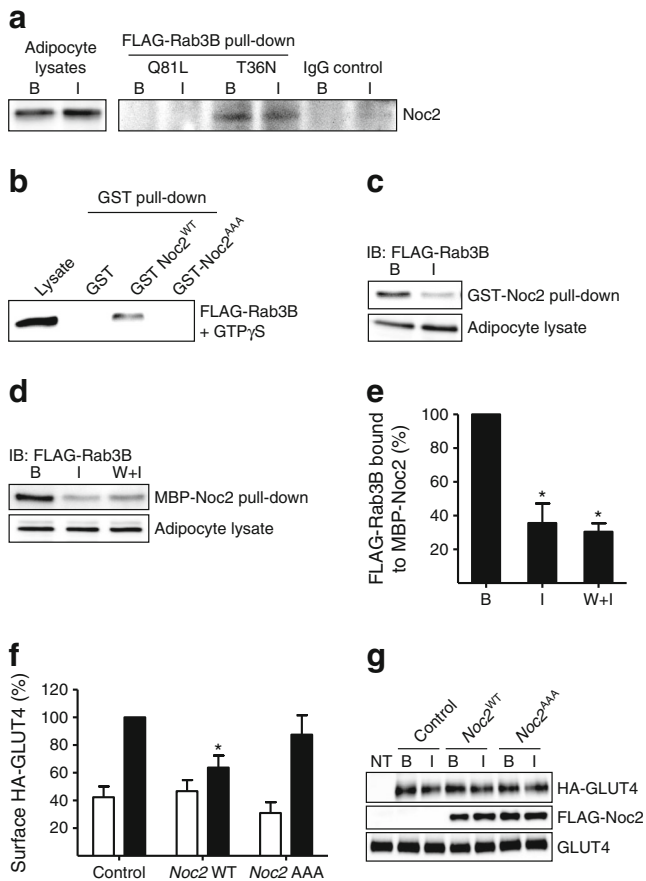 a
Adipocyte
lysates
FLAG-Rab3B pull-down
Q81L T36N IgG control
B I B I B I B I
Noc2
b
GST pull-down
Lysate GST GST Noc2WT GST-Noc2AAA
FLAG-Rab3B
+ GTPγS
c
IB: FLAG-Rab3B
B I
GST-Noc2 pull-down
Adipocyte lysate
d
IB: FLAG-Rab3B
B I W+I
MBP-Noc2 pull-down
Adipocyte lysate
e
FLAG-Rab3B bound
to MBP-Noc2 (%)
100
80
60
40
20
* *
B I W+I
f
Surface HA-GLUT4 (%)
120
100
80
60
40
20
*
Control Noc2 WT Noc2 AAA
g
Control Noc2WT Noc2AAA
NT B I B I B I
HA-GLUT4
FLAG-Noc2
GLUT4